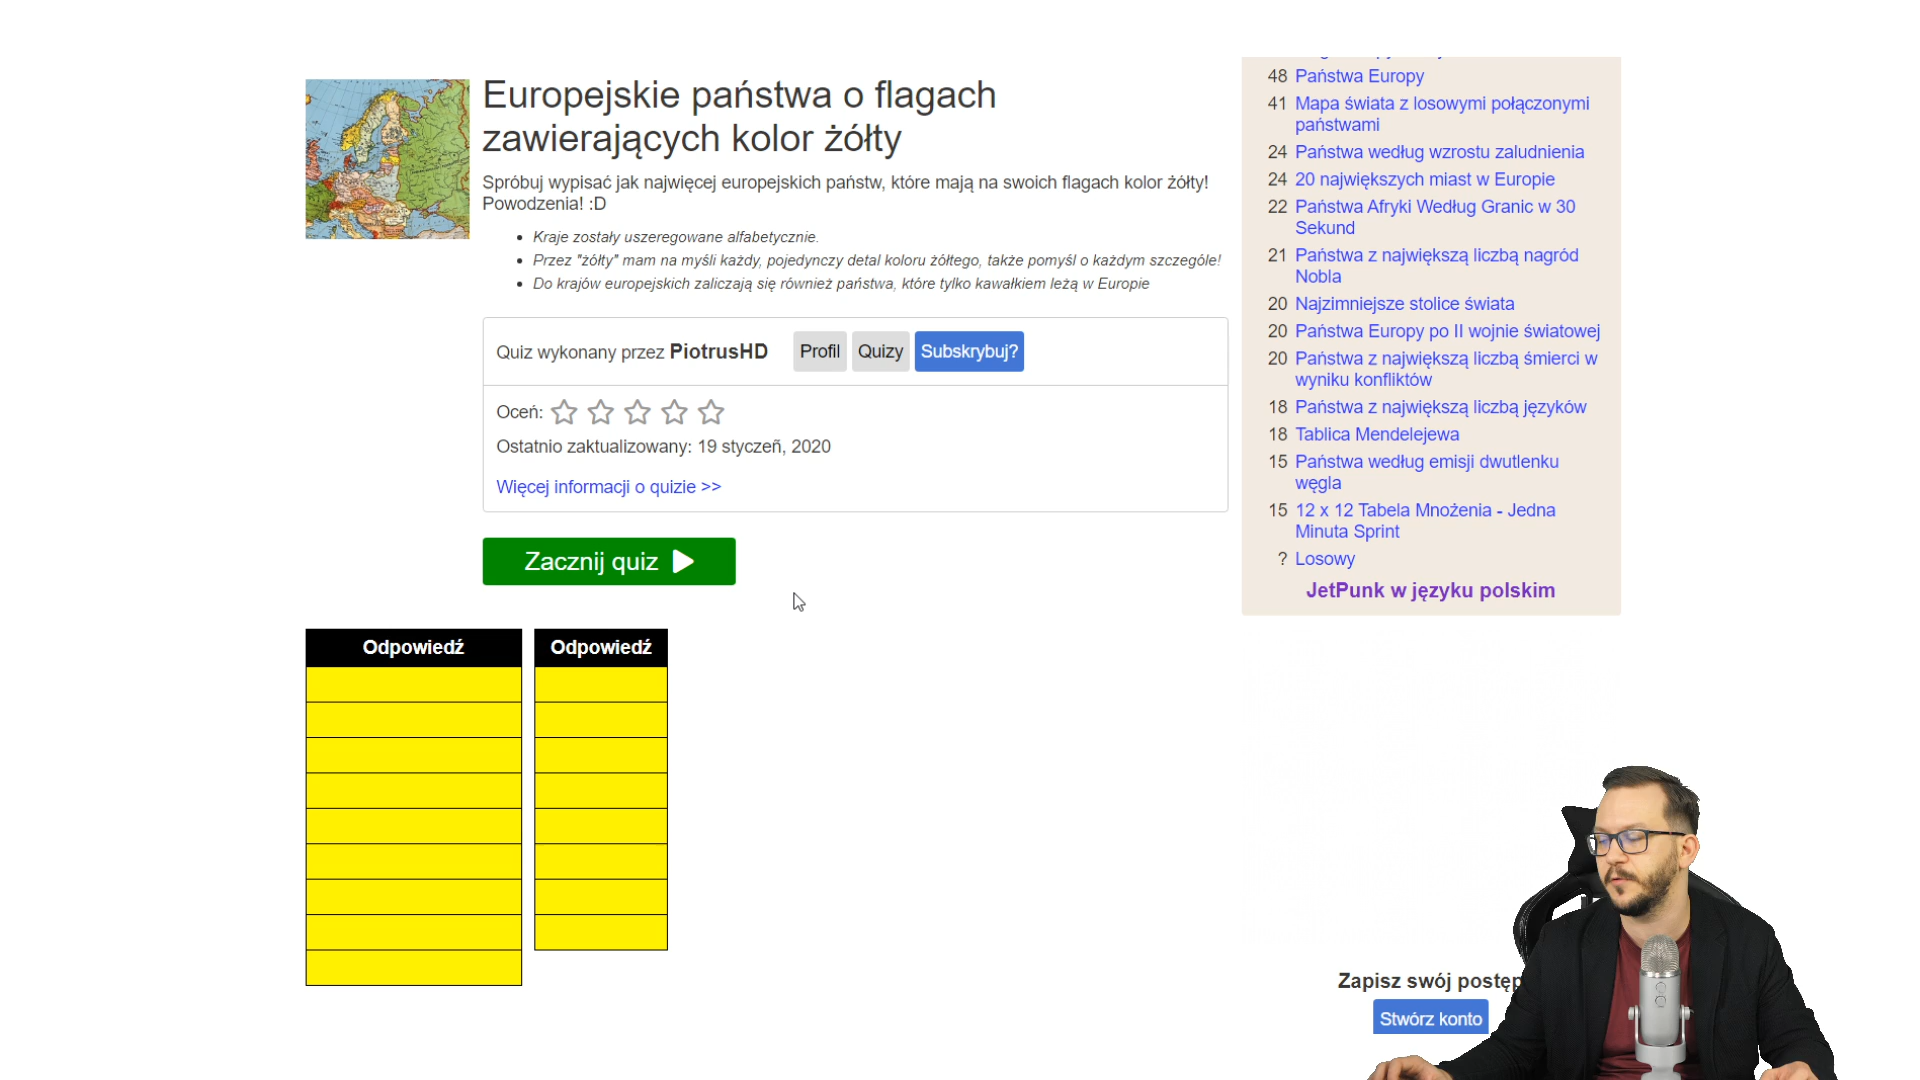 Europejskie państwa o flagach
zawierających kolor żółty
Spróbuj wypisać jak najwięcej europejskich państw, które mają na swoich flagach kolor żółty!
Powodzenia! :D
Kraje zostały uszeregowane alfabetycznie.
Przez "żółty" mam na myśli każdy, pojedynczy detal koloru żółtego, także pomyśl o każdym szczególe!
Do krajów europejskich zaliczają się również państwa, które tylko kawałkiem leżą w Europie
Quiz wykonany przez PiotrusHD Profil Quizy Subskrybuj?
Oceń:
Ostatnio zaktualizowany: 19 styczeń, 2020
Więcej informacji o quizie >>
Zacznij quiz
Odpowiedź Odpowiedź
48 Państwa Europy
41 Mapa świata z losowymi połączonymi
państwami
24 Państwa według wzrostu zaludnienia
24 20 największych miast w Europie
22 Państwa Afryki Według Granic w 30
Sekund
21 Państwa z największą liczbą nagród
Nobla
20 Najzimniejsze stolice świata
20 Państwa Europy po II wojnie światowej
20 Państwa z największą liczbą śmierci w
wyniku konfliktów
18 Państwa z największą liczbą języków
18 Tablica Mendelejewa
15 Państwa według emisji dwutlenku
węgla
15 12 x 12 Tabela Mnożenia - Jedna
Minuta Sprint
? Losowy
JetPunk w języku polskim
Zapisz swój postęp
Stwórz konto